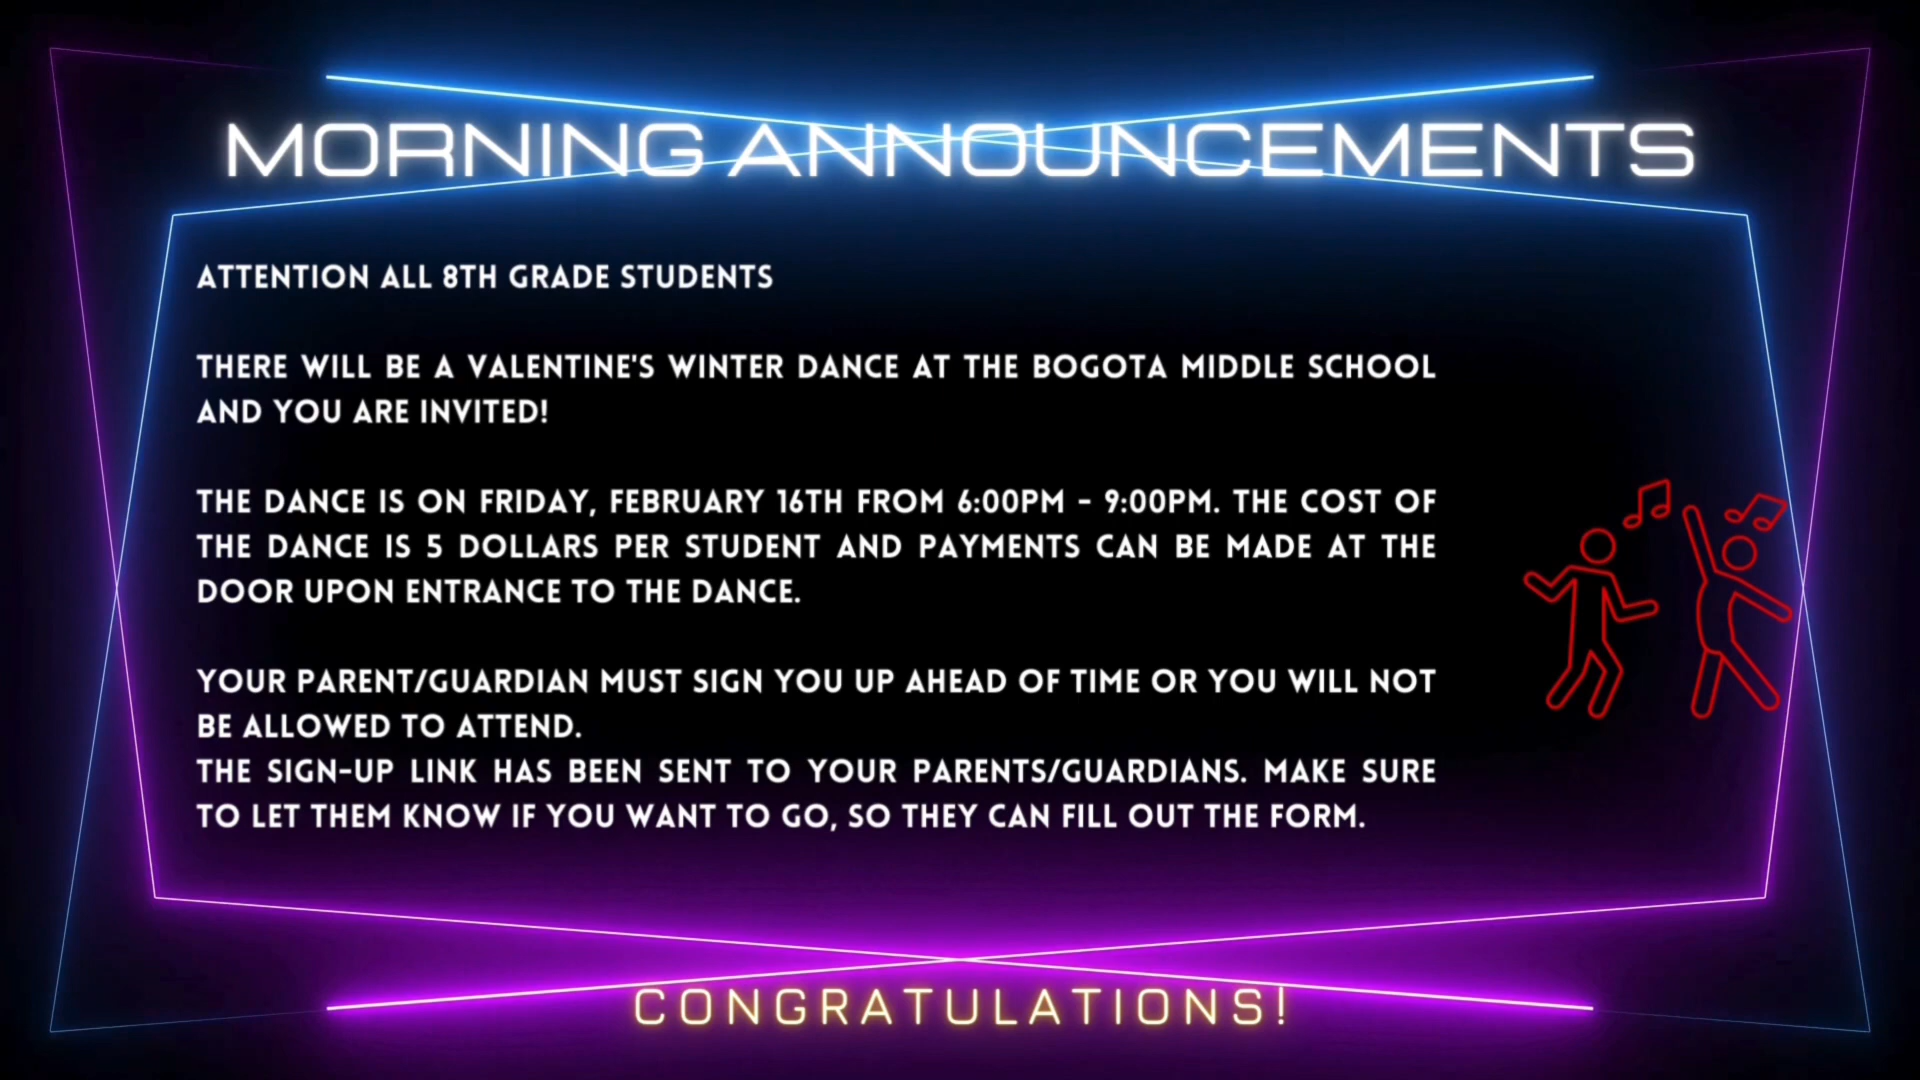 MORNING ANNOUNCEMENTS
ATTENTION ALL 8TH GRADE STUDENTS
THERE WILL BE A VALENTINE'S WINTER DANCE AT THE BOGOTA MIDDLE SCHOOL
AND YOU ARE INVITED!
THE DANCE IS ON FRIDAY, FEBRUARY 16TH FROM 6:00PM - 9:00PM. THE COST OF
THE DANCE IS 5 DOLLARS PER STUDENT AND PAYMENTS CAN BE MADE AT THE
DOOR UPON ENTRANCE TO THE DANCE.
YOUR PARENT/GUARDIAN MUST SIGN YOU UP AHEAD OF TIME OR YOU WILL NOT
BE ALLOWED TO ATTEND.
THE SIGN-UP LINK HAS BEEN SENT TO YOUR PARENTS/GUARDIANS. MAKE SURE
TO LET THEM KNOW IF YOU WANT TO GO, SO THEY CAN FILL OUT THE FORM.
CONGRATULATIONS!